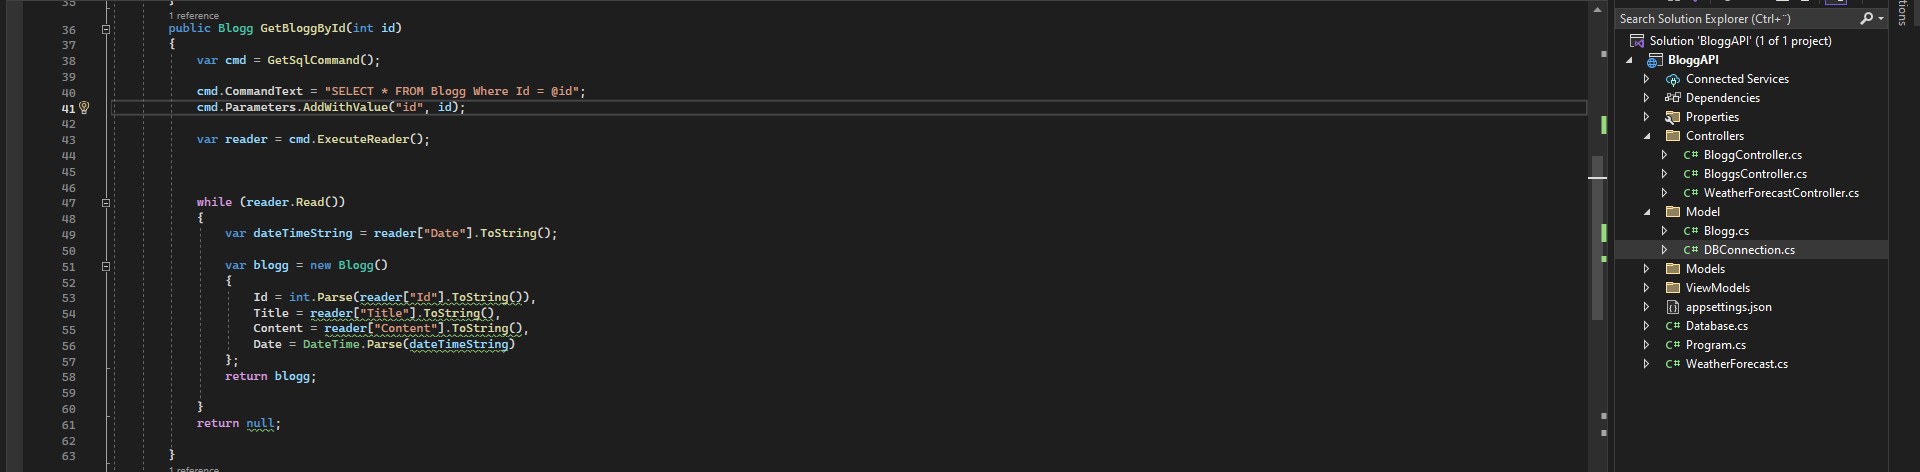 35
}
1 reference
36 public Blogg GetBloggById(int id)
37 {
38 var cmd = GetSqlCommand();
39
40 cmd.CommandText = "SELECT * FROM Blogg Where Id = @id";
41 cmd.Parameters.AddWithValue("id", id);
42
43 var reader = cmd.ExecuteReader();
44
45
46
47 while (reader.Read())
48 {
49 var dateTimeString = reader["Date"].ToString();
50
51 var blogg = new Blogg()
52 {
53 Id = int.Parse(reader["Id"].ToString()),
54 Title = reader["Title"].ToString(),
55 Content = reader["Content"].ToString(),
56 Date = DateTime.Parse(dateTimeString)
57 };
58 return blogg;
59
60 }
61 return null;
62
63 }
1 reference
Search Solution Explorer (Ctrl+¨)
Solution 'BloggAPI' (1 of 1 project)
BloggAPI
Connected Services
Dependencies
Properties
Controllers
C# BloggController.cs
C# BloggsController.cs
C# WeatherForecastController.cs
Model
C# Blogg.cs
C# DBConnection.cs
Models
ViewModels
appsettings.json
C# Database.cs
C# Program.cs
C# WeatherForecast.cs